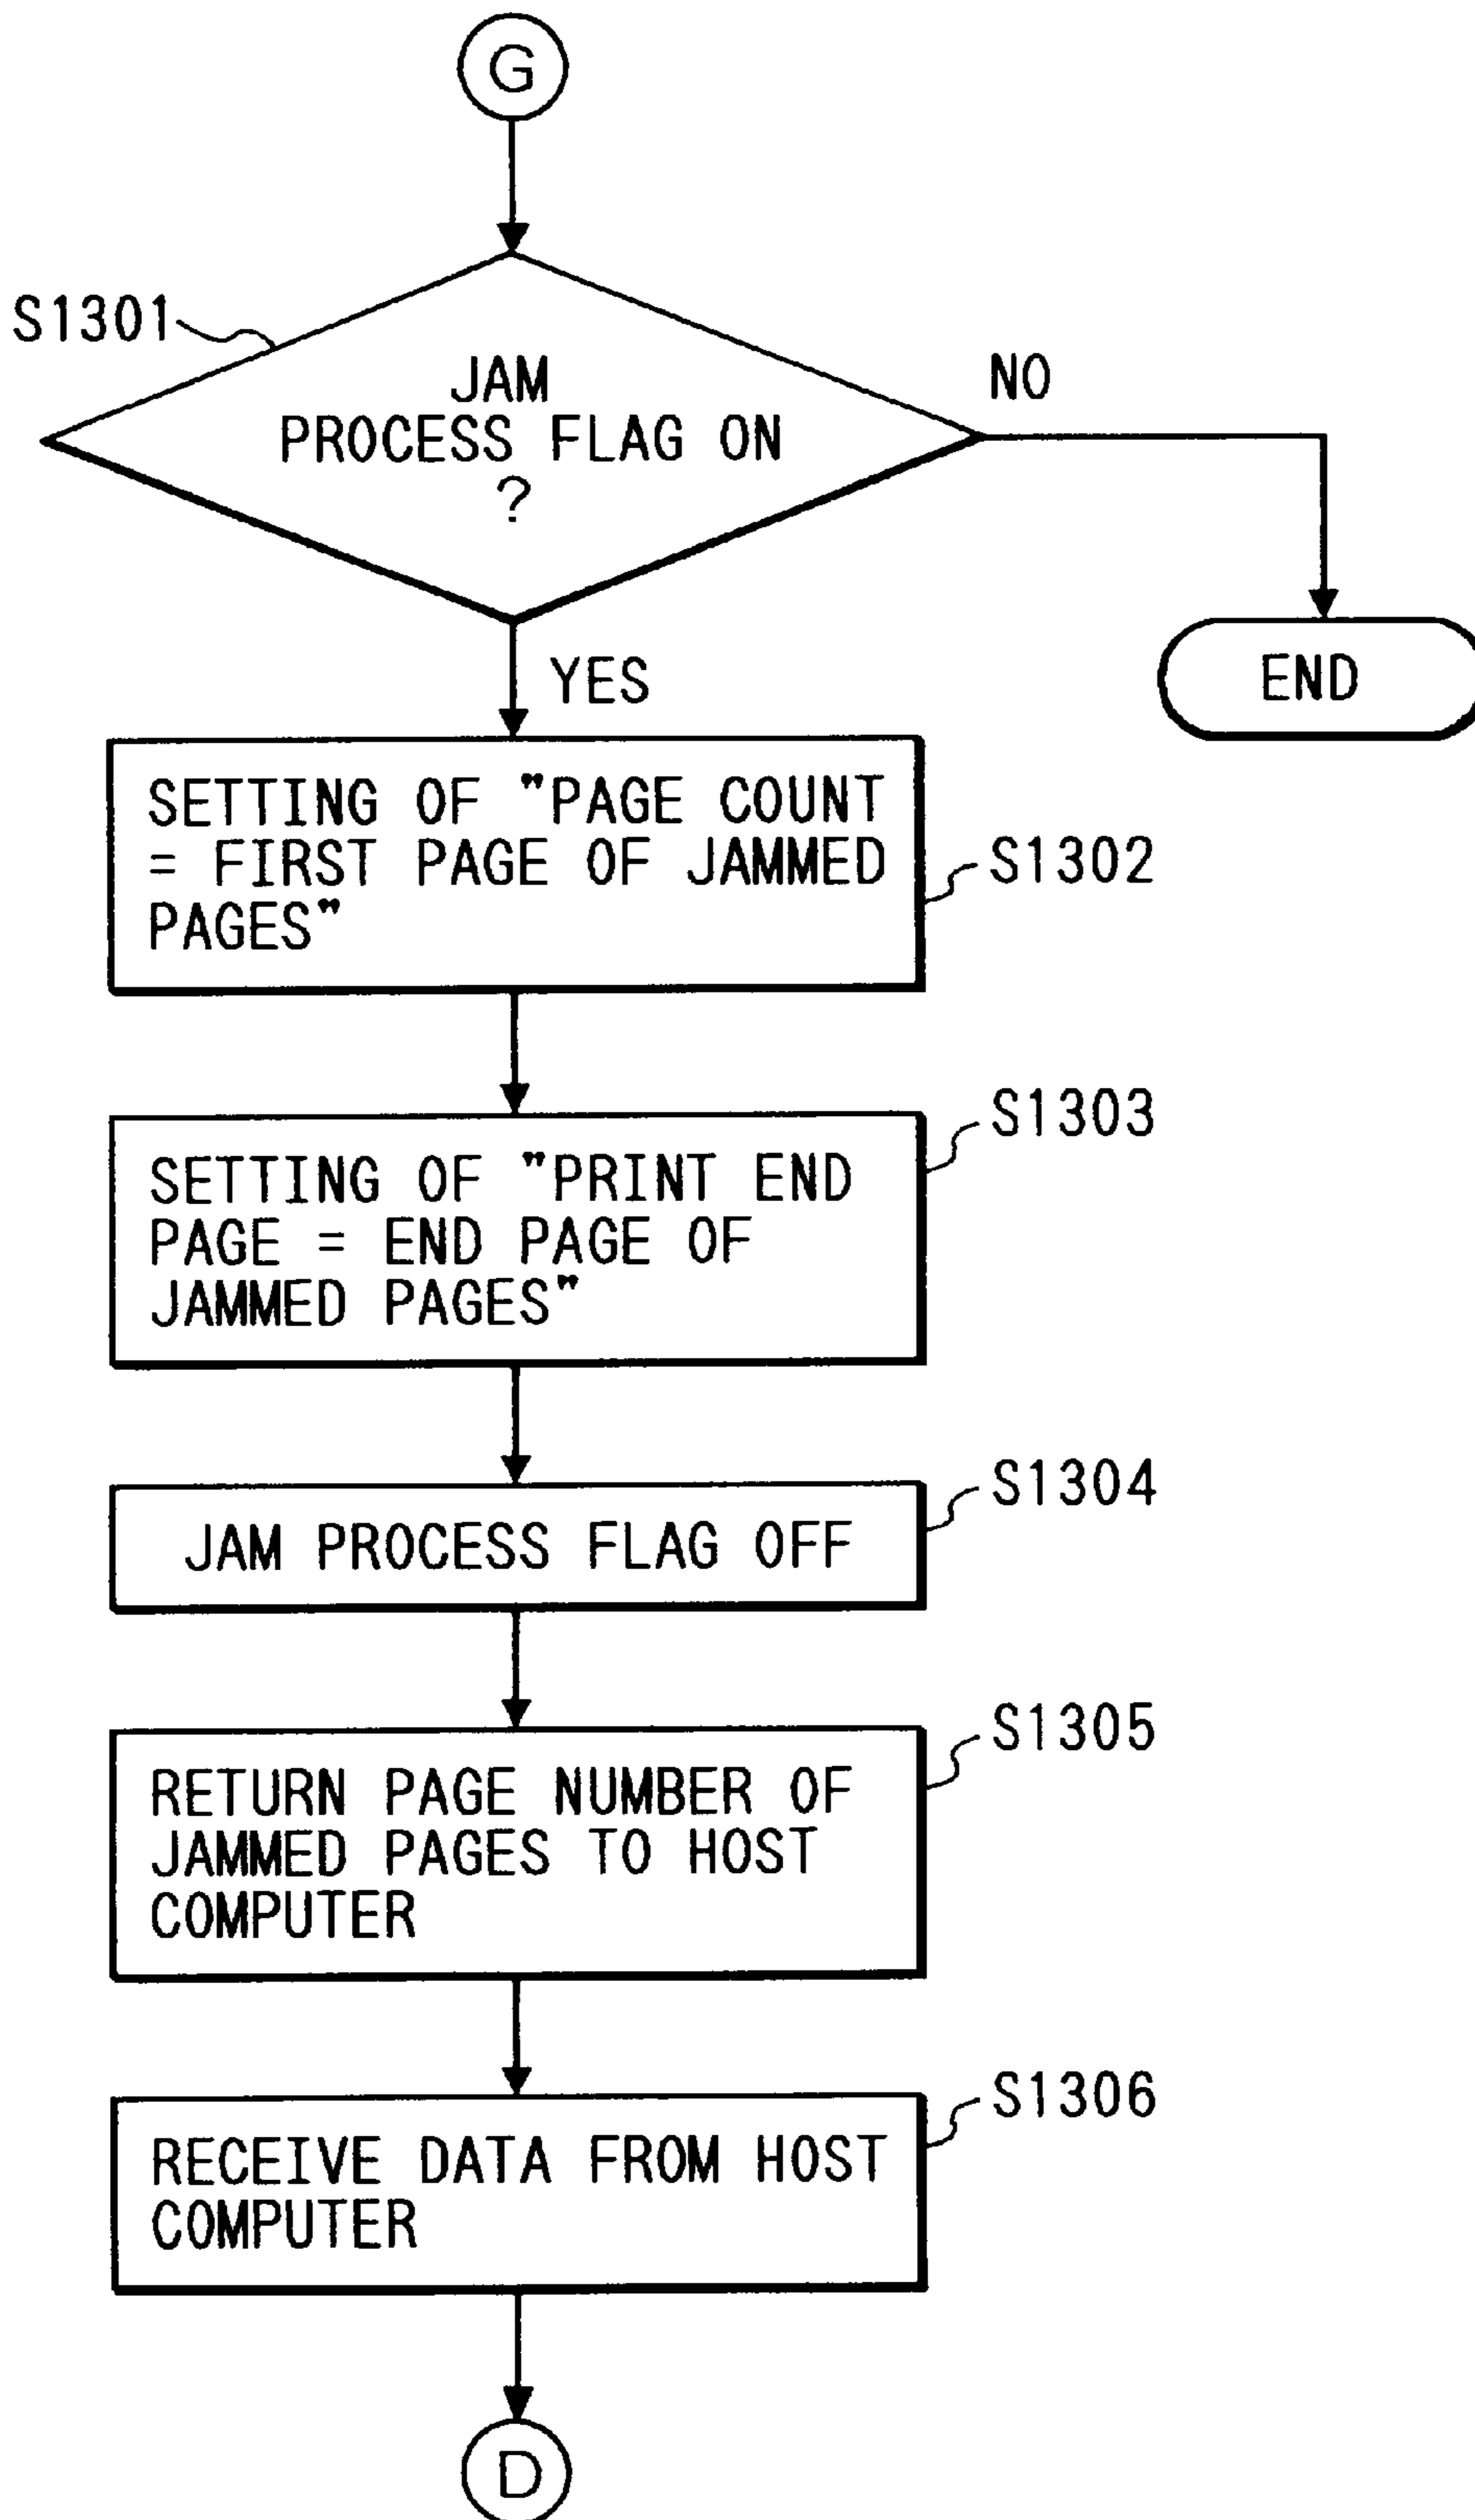 G
S1301
JAM
PROCESS FLAG ON
?
NO
YES
END
SETTING OF "PAGE COUNT
= FIRST PAGE OF JAMMED
PAGES"
S1302
S1303
SETTING OF "PRINT END
PAGE = END PAGE OF
JAMMED PAGES"
S1304
JAM PROCESS FLAG OFF
S1305
RETURN PAGE NUMBER OF
JAMMED PAGES TO HOST
COMPUTER
S1306
RECEIVE DATA FROM HOST
COMPUTER
D